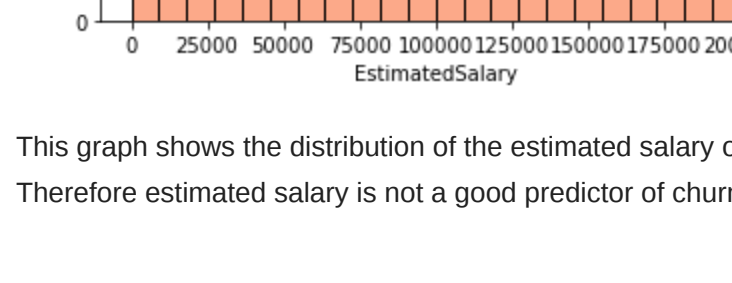 0
0 25000 50000 75000 100000 125000 150000 175000
EstimatedSalary
This graph shows the distribution of the estimated salary
Therefore estimated salary is not a good predictor of